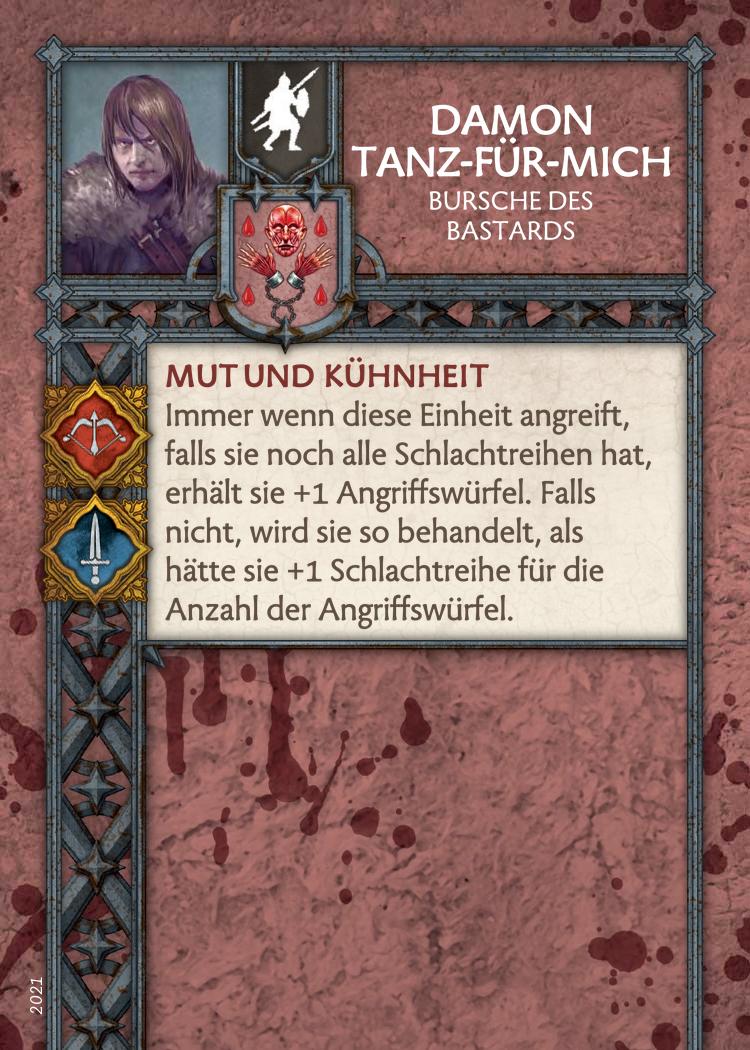 DAMON
TANZ-FÜR-MICH
BURSCHE DES
BASTARDS
MUT UND KÜHNHEIT
Immer wenn diese Einheit angreift,
falls sie noch alle Schlachtreihen hat,
erhält sie +1 Angriffswürfel. Falls
nicht, wird sie so behandelt, als
hätte sie +1 Schlachtreihe für die
Anzahl der Angriffswürfel.
2021